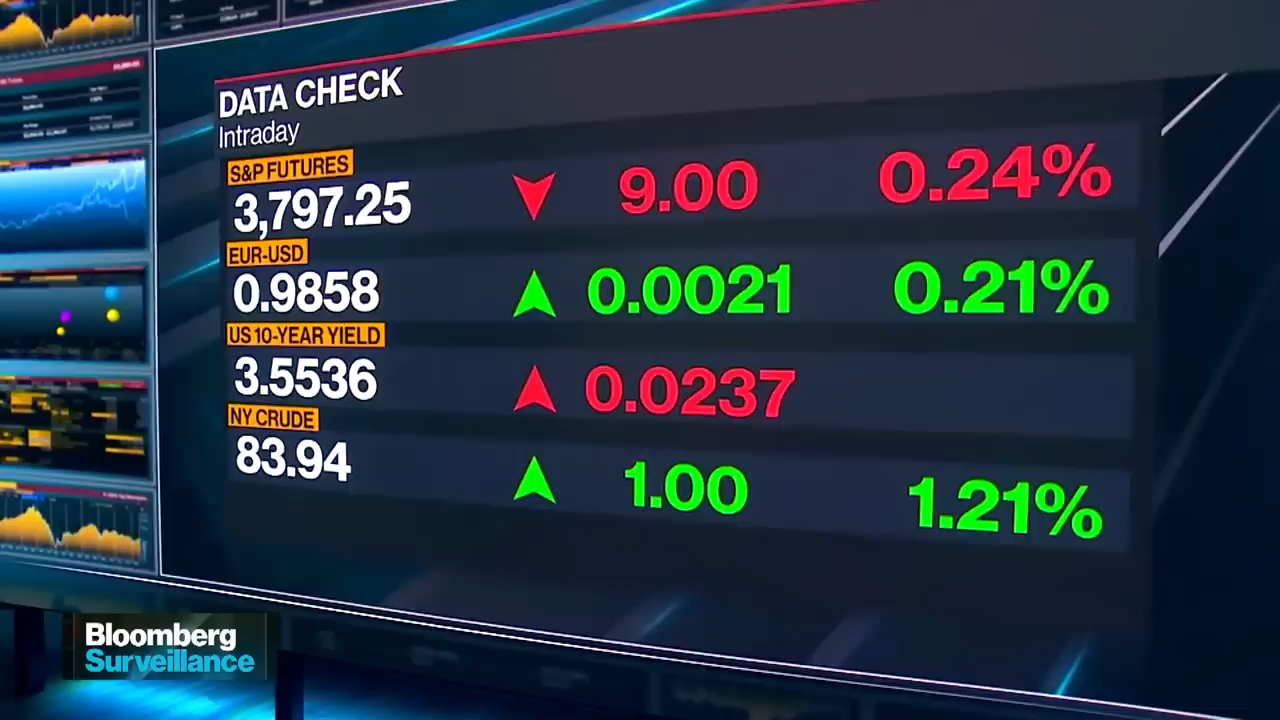 DATA CHECK
Intraday
S&P FUTURES
3,797.25 9.00 0.24%
EUR-USD
0.9858 0.0021 0.21%
US 10-YEAR YIELD
3.5536 0.0237
NY CRUDE
83.94 1.00 1.21%
Bloomberg
Surveillance